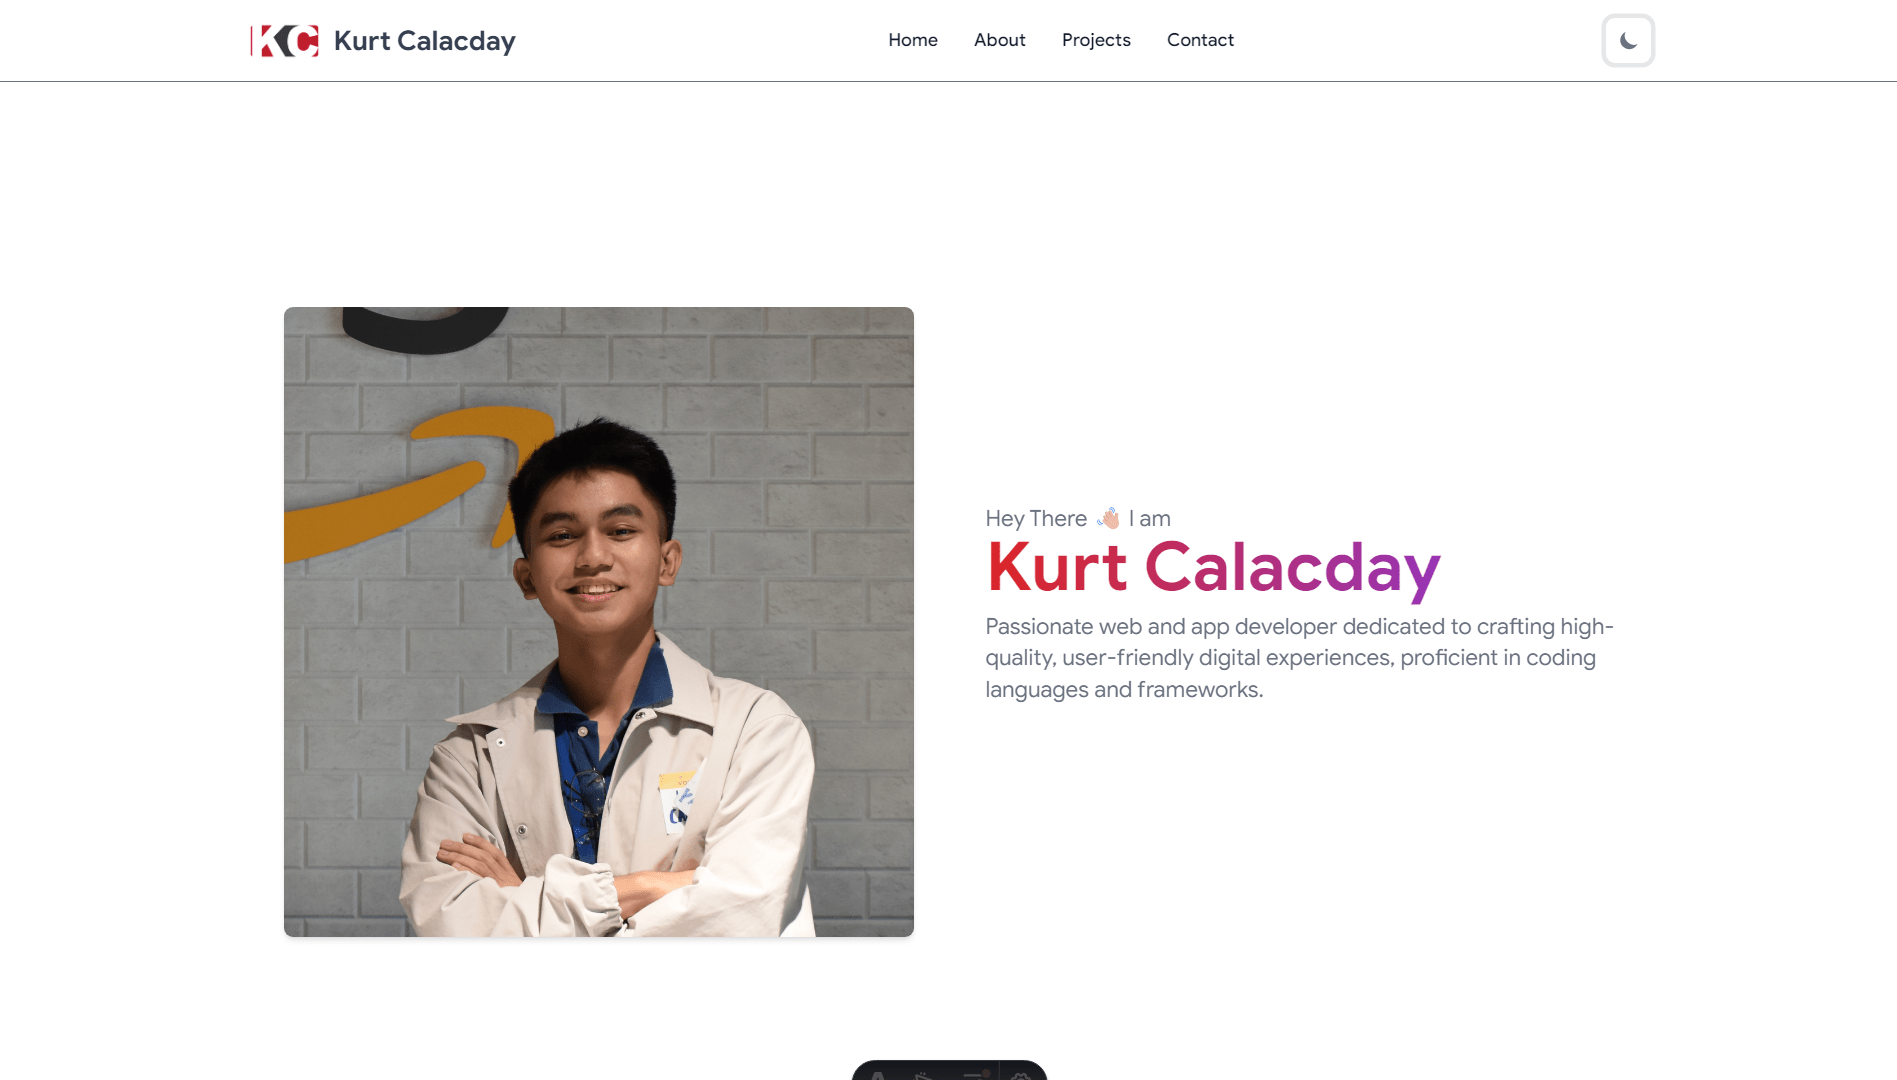 KC Kurt Calacday
Home About Projects Contact
Hey There 👋🏼 I am
Kurt Calacday
Passionate web and app developer dedicated to crafting high-
quality, user-friendly digital experiences, proficient in coding
languages and frameworks.